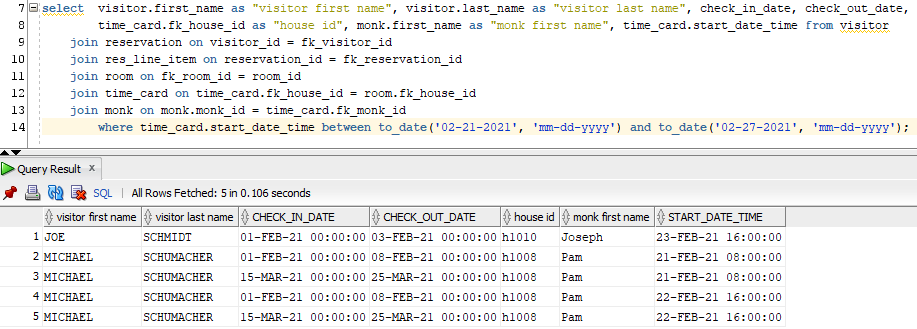 7 select visitor.first_name as "visitor first name", visitor.last_name as "visitor last name", check_in_date, check_out_date,
8 time_card.fk_house_id as "house id", monk.first_name as "monk first name", time_card.start_date_time from visitor
9 join reservation on visitor_id = fk_visitor_id
10 join res_line_item on reservation_id = fk_reservation_id
11 join room on fk_room_id = room_id
12 join time_card on time_card.fk_house_id = room.fk_house_id
13 join monk on monk.monk_id = time_card.fk_monk_id
14 where time_card.start_date_time between to_date('02-21-2021', 'mm-dd-yyyy') and to_date('02-27-2021', 'mm-dd-yyyy');
Query Result x
SQL | All Rows Fetched: 5 in 0.106 seconds
visitor first name visitor last name CHECK_IN_DATE CHECK_OUT_DATE house id monk first name START_DATE_TIME
1 JOE SCHMIDT 01-FEB-21 00:00:00 03-FEB-21 00:00:00 h1010 Joseph 23-FEB-21 16:00:00
2 MICHAEL SCHUMACHER 01-FEB-21 00:00:00 08-FEB-21 00:00:00 h1008 Pam 21-FEB-21 08:00:00
3 MICHAEL SCHUMACHER 15-MAR-21 00:00:00 25-MAR-21 00:00:00 h1008 Pam 21-FEB-21 08:00:00
4 MICHAEL SCHUMACHER 01-FEB-21 00:00:00 08-FEB-21 00:00:00 h1008 Pam 22-FEB-21 16:00:00
5 MICHAEL SCHUMACHER 15-MAR-21 00:00:00 25-MAR-21 00:00:00 h1008 Pam 22-FEB-21 16:00:00